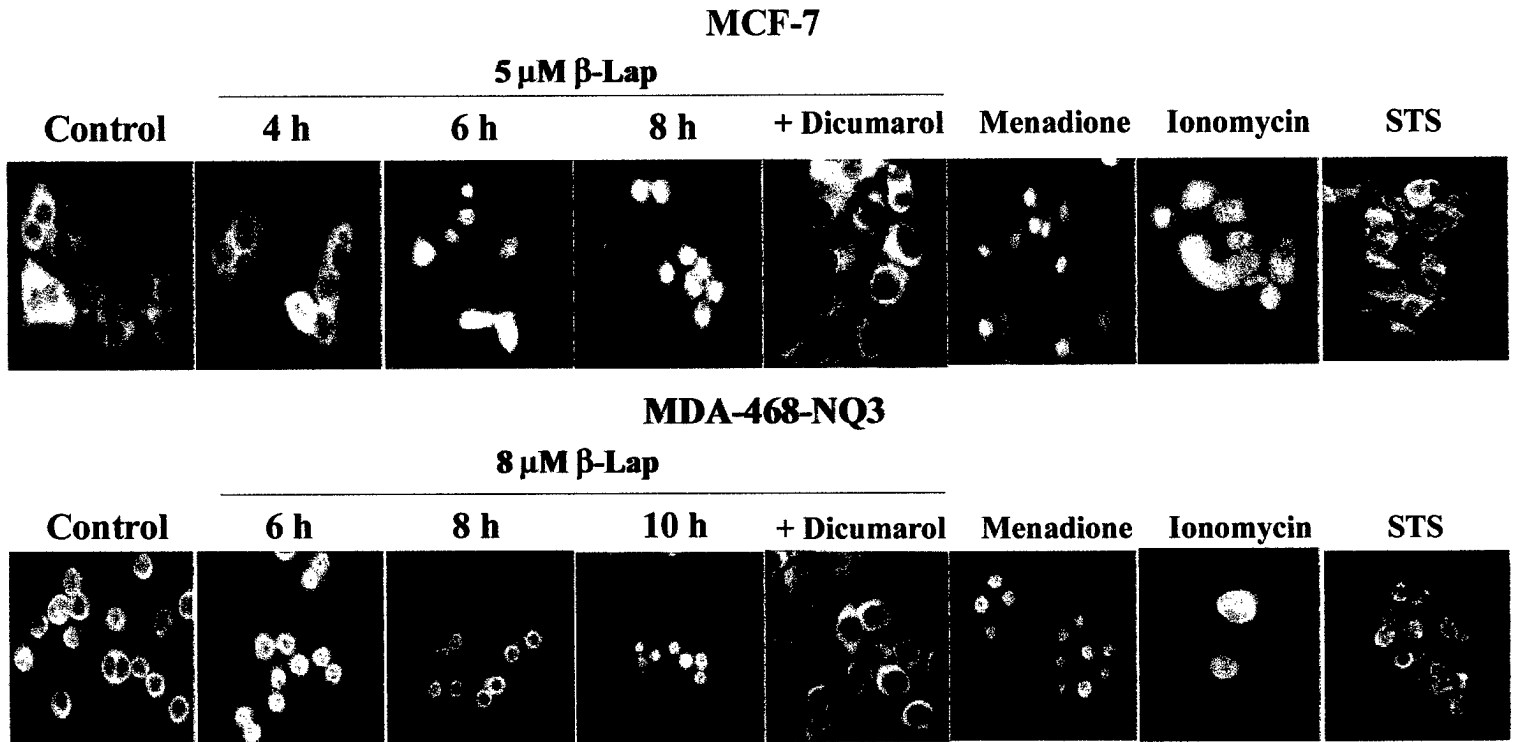 MCF-7
5 µM β-Lap
Control 4 h 6 h 8 h + Dicumarol Menadione Ionomycin STS
MDA-468-NQ3
8 µM β-Lap
Control 6 h 8 h 10 h + Dicumarol Menadione Ionomycin STS